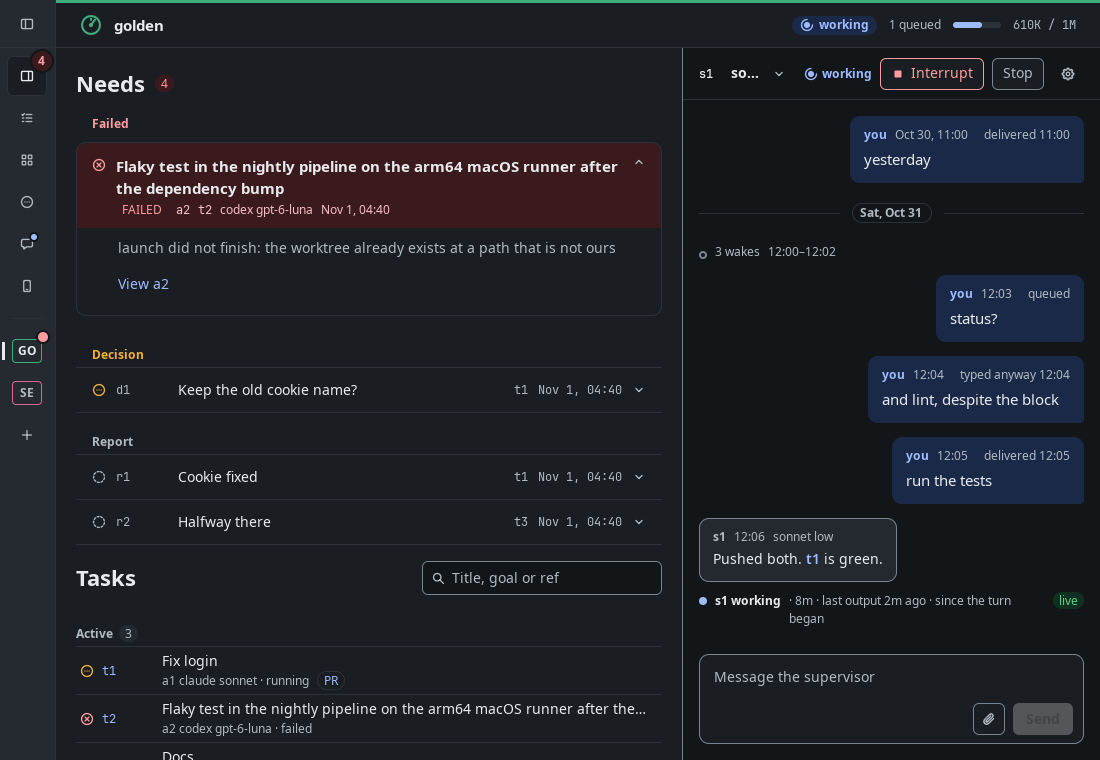 golden
working
1 queued
610K / 1M
4
GO
SE
Needs 4
Failed
Flaky test in the nightly pipeline on the arm64 macOS runner after
the dependency bump
FAILED a2 t2 codex gpt-6-luna Nov 1, 04:40
launch did not finish: the worktree already exists at a path that is not ours
View a2
Decision
d1 Keep the old cookie name? t1 Nov 1, 04:40
Report
r1 Cookie fixed t1 Nov 1, 04:40
r2 Halfway there t3 Nov 1, 04:40
Tasks
Title, goal or ref
Active 3
t1 Fix login
a1 claude sonnet · running PR
t2 Flaky test in the nightly pipeline on the arm64 macOS runner after the…
a2 codex gpt-6-luna · failed
Docs
s1 so… working Interrupt Stop
you Oct 30, 11:00 delivered 11:00
yesterday
Sat, Oct 31
3 wakes 12:00–12:02
you 12:03 queued
status?
you 12:04 typed anyway 12:04
and lint, despite the block
you 12:05 delivered 12:05
run the tests
s1 12:06 sonnet low
Pushed both. t1 is green.
s1 working · 8m · last output 2m ago · since the turn
began
live
Message the supervisor
Send